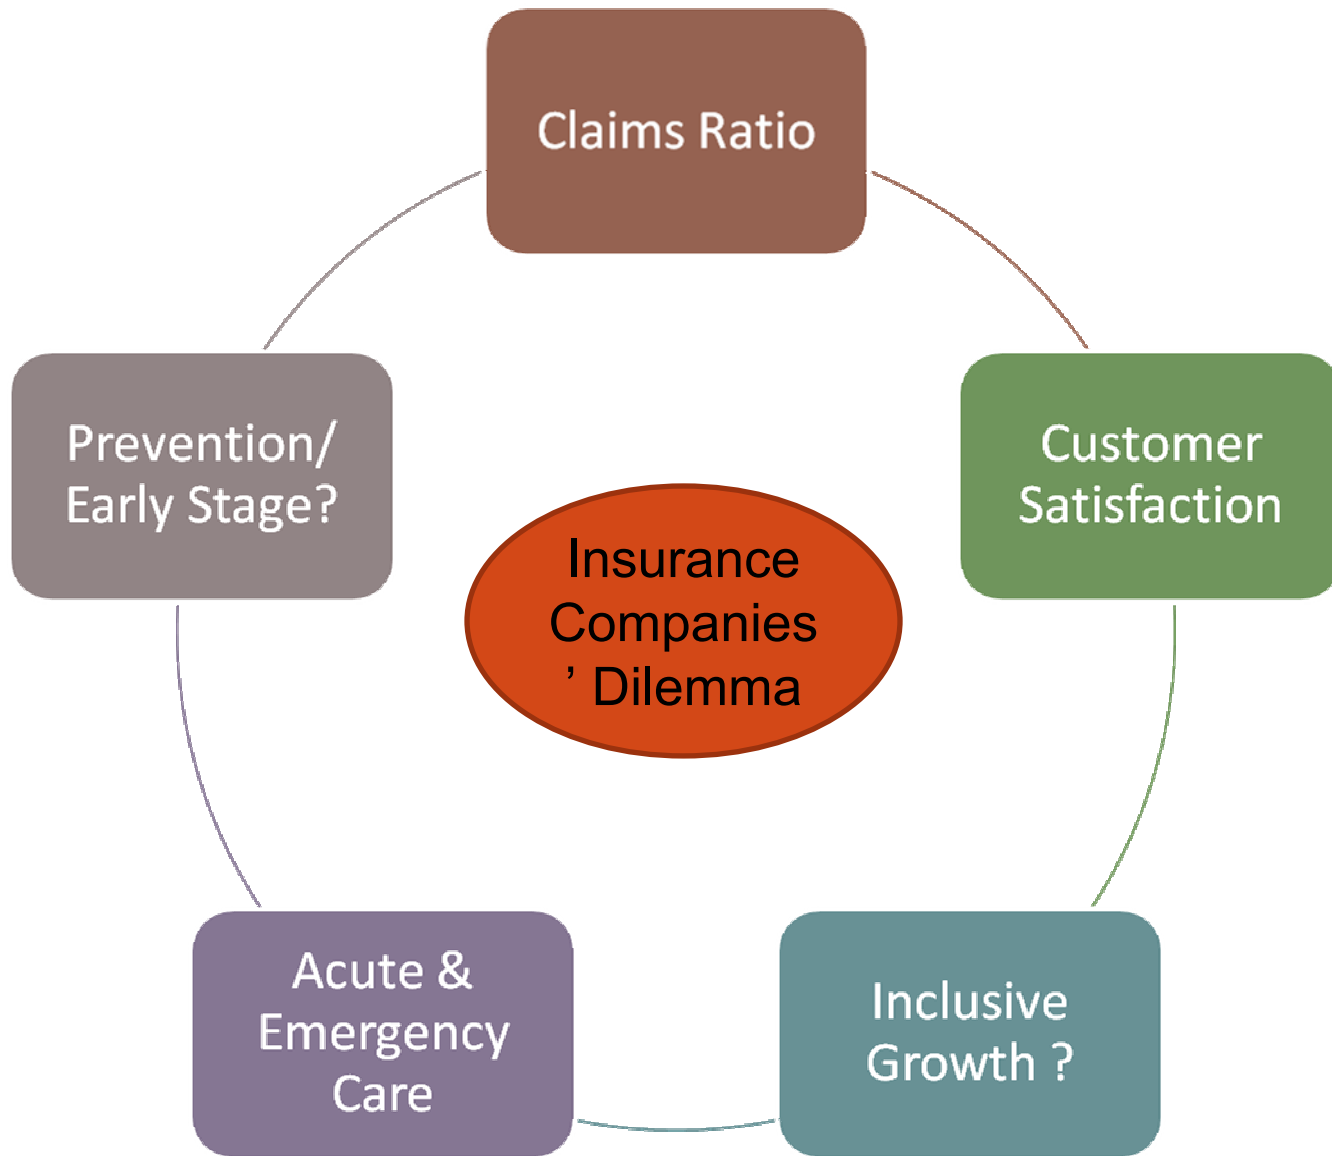 Claims Ratio
Prevention/
Early Stage?
Customer
Satisfaction
Insurance
Companies
’ Dilemma
Acute &
Emergency
Care
Inclusive
Growth ?